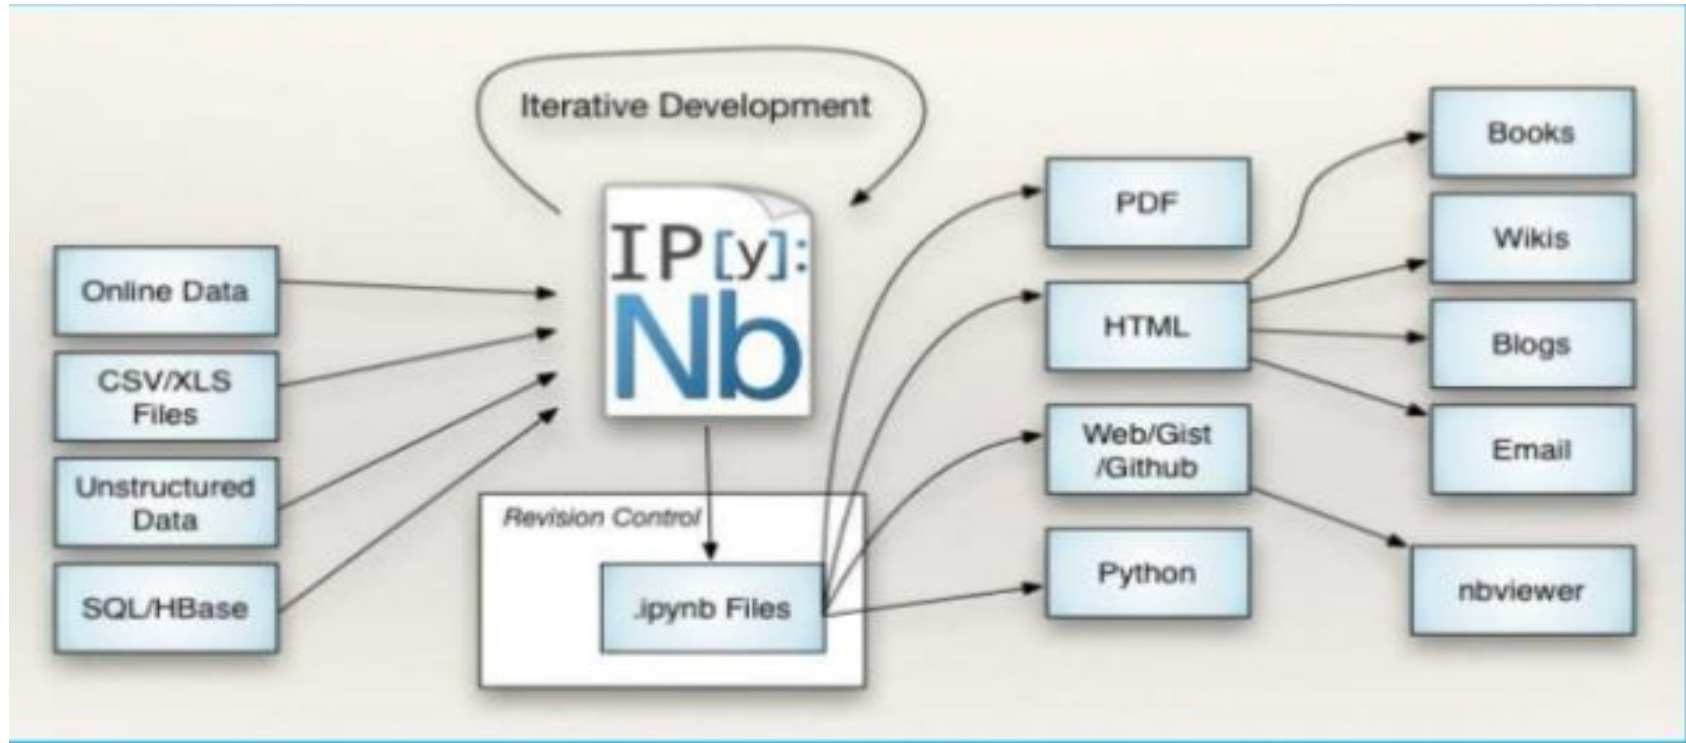 Iterative Development
IP[y]:
Nb
Online Data
CSV/XLS
Files
Unstructured
Data
SQL/HBase
Revision Control
.ipynb Files
PDF
HTML
Web/Gist
/Github
Python
Books
Wikis
Blogs
Email
nbviewer